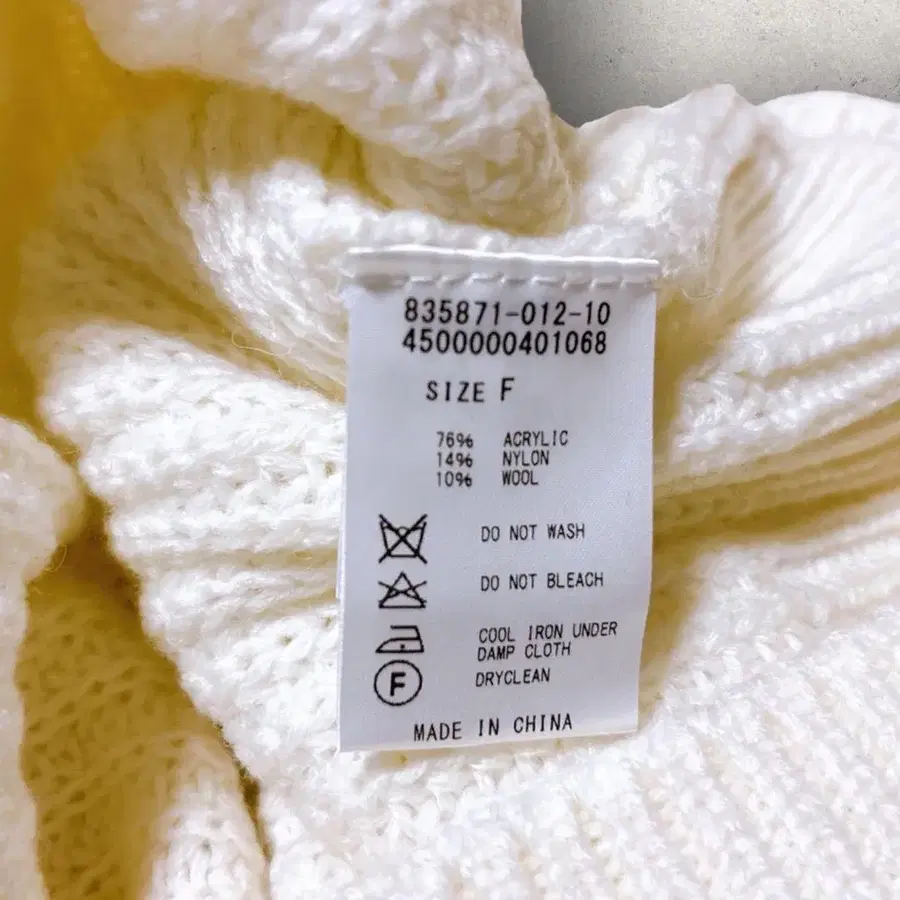 835871-012-10
4500000401068
SIZE F
76% ACRYLIC
14% NYLON
10% WOOL
DO NOT WASH
DO NOT BLEACH
COOL IRON UNDER
DAMP CLOTH
F DRYCLEAN
MADE IN CHINA